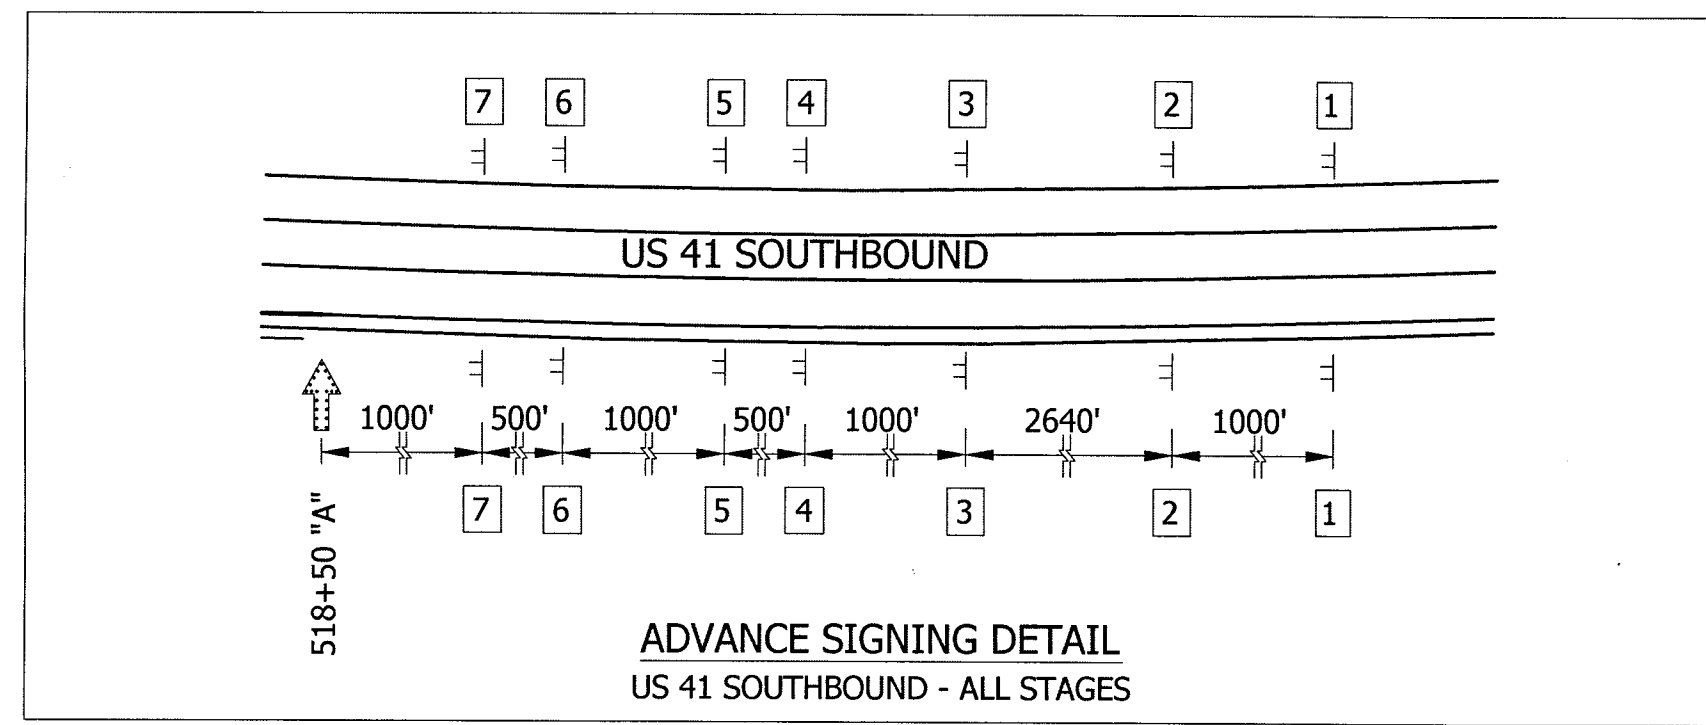 7 6 5 4 3 2 1
US 41 SOUTHBOUND
1000' 500' 1000' 500' 1000' 2640' 1000'
7 6 5 4 3 2 1
518+50 "A"
ADVANCE SIGNING DETAIL
US 41 SOUTHBOUND - ALL STAGES